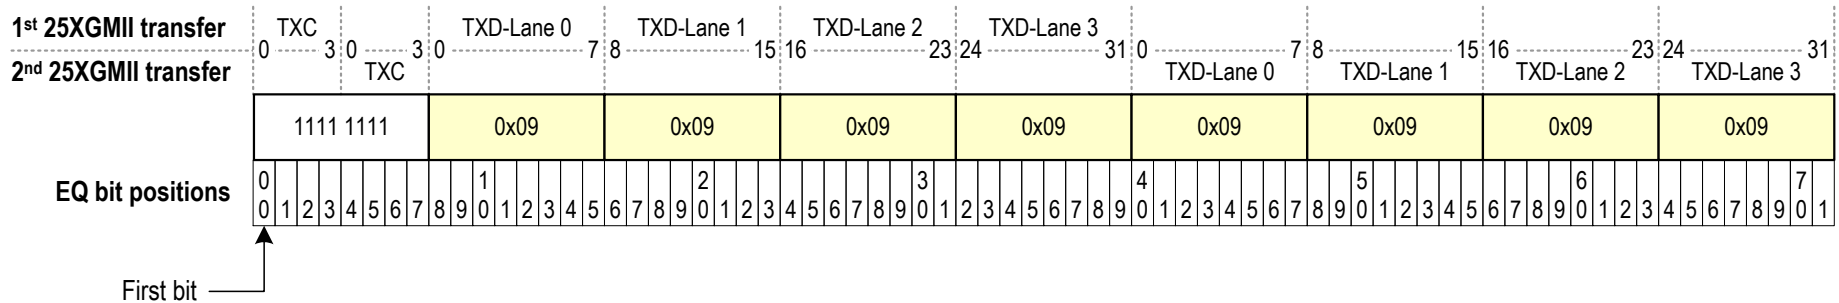 1st 25XGMII transfer TXC TXD-Lane 0 TXD-Lane 1 TXD-Lane 2 TXD-Lane 3
0 3 0 3 0 7 8 15 16 23 24 31 0 7 8 15 16 23 24 31
2nd 25XGMII transfer TXC TXD-Lane 0 TXD-Lane 1 TXD-Lane 2 TXD-Lane 3
1111 1111 0x09 0x09 0x09 0x09 0x09 0x09 0x09 0x09
EQ bit positions
0 1 2 3 4 5 6 7
0 1 2 3 4 5 6 7 8 9 0 1 2 3 4 5 6 7 8 9 0 1 2 3 4 5 6 7 8 9 0 1 2 3 4 5 6 7 8 9 0 1 2 3 4 5 6 7 8 9 0 1 2 3 4 5 6 7 8 9 0 1 2 3 4 5 6 7 8 9 0 1
First bit